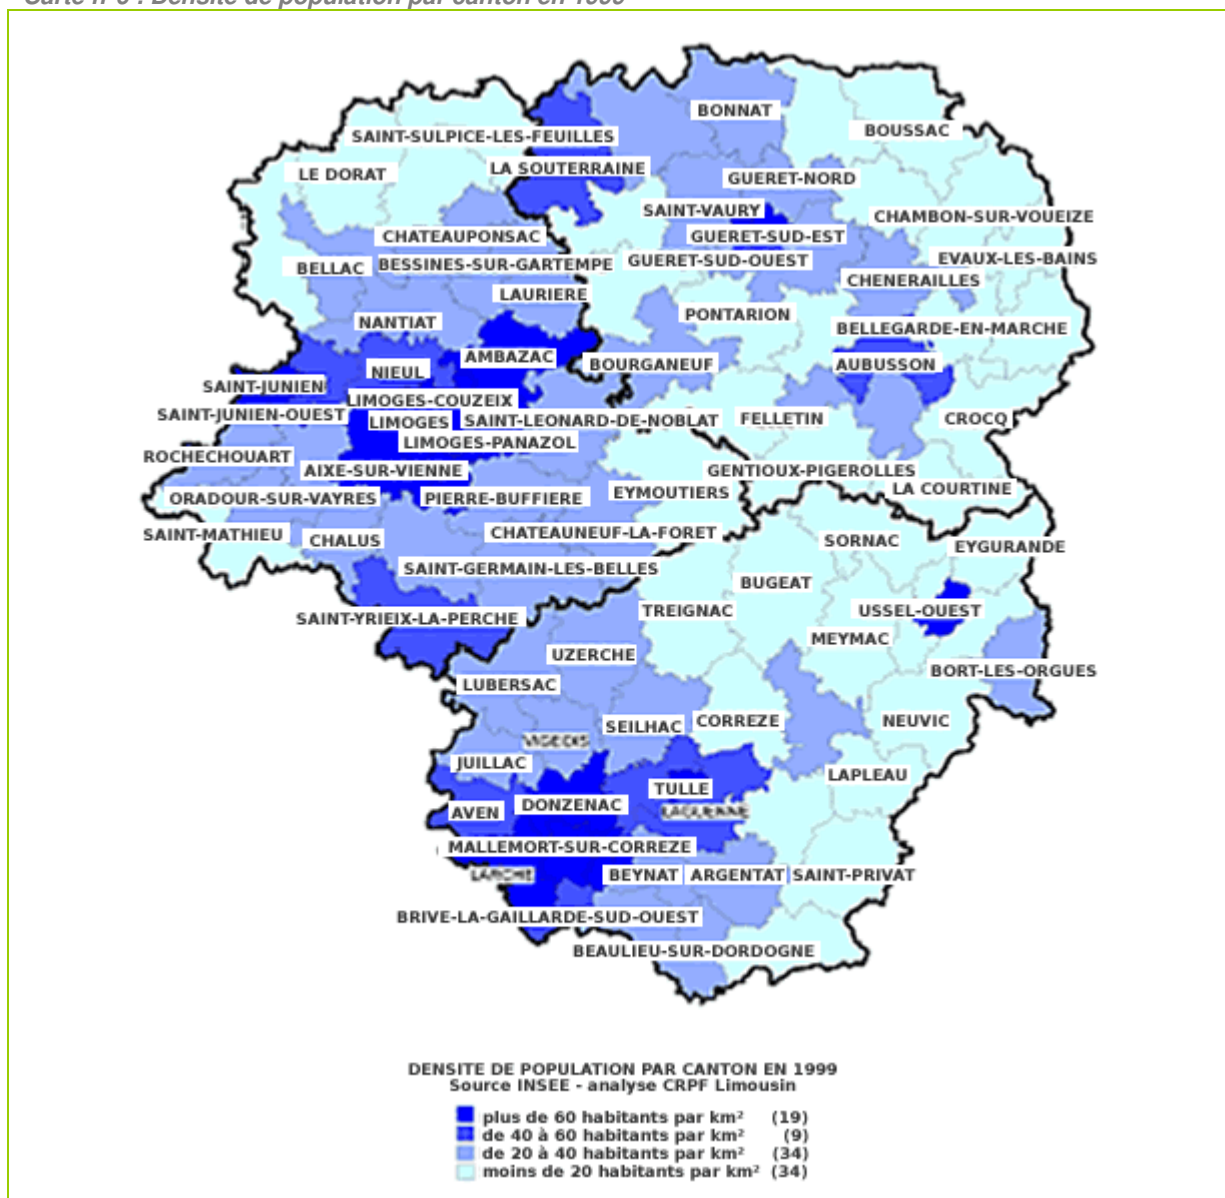 SAINT-SULPICE-LES-FEUILLES
BONNAT
BOUSSAC
LE DORAT
LA SOUTERRAINE
GUERET-NORD
SAINT-VAURY
CHAMBON-SUR-VOUEIZE
CHATEAUPONSAC
GUERET-SUD-EST
BELLAC
BESSINES-SUR-GARTEMPE
GUERET-SUD-OUEST
EVAUX-LES-BAINS
CHENERAILLES
LAURIERE
NANTIAT
PONTARION
BELLEGARDE-EN-MARCHE
AMBAZAC
NIEUL
BOURGANEUF
AUBUSSON
SAINT-JUNIEN
LIMOGES-COUZEIX
SAINT-JUNIEN-OUEST
LIMOGES
SAINT-LEONARD-DE-NOBLAT
FELLETIN
CROCQ
LIMOGES-PANAZOL
ROCHECHOUART
AIXE-SUR-VIENNE
GENTIOUX-PIGEROLLES
LA COURTINE
ORADOUR-SUR-VAYRES
PIERRE-BUFFIERE
EYMOUTIERS
SAINT-MATHIEU
CHALUS
CHATEAUNEUF-LA-FORET
SORNAC
EYGURANDE
SAINT-GERMAIN-LES-BELLES
BUGEAT
SAINT-YRIEIX-LA-PERCHE
TREIGNAC
USSEL-OUEST
MEYMAC
UZERCHE
BORT-LES-ORGUES
LUBERSAC
SEILHAC
CORREZE
NEUVIC
VIGEOIS
JUILLAC
LAPLEAU
TULLE
AVEN
DONZENAC
LAGUENNE
MALLEMORT-SUR-CORREZE
LARCHE
BEYNAT
ARGENTAT
SAINT-PRIVAT
BRIVE-LA-GAILLARDE-SUD-OUEST
BEAULIEU-SUR-DORDOGNE
DENSITE DE POPULATION PAR CANTON EN 1999
Source INSEE - analyse CRPF Limousin
plus de 60 habitants par km² (19)
de 40 à 60 habitants par km² (9)
de 20 à 40 habitants par km² (34)
moins de 20 habitants par km² (34)